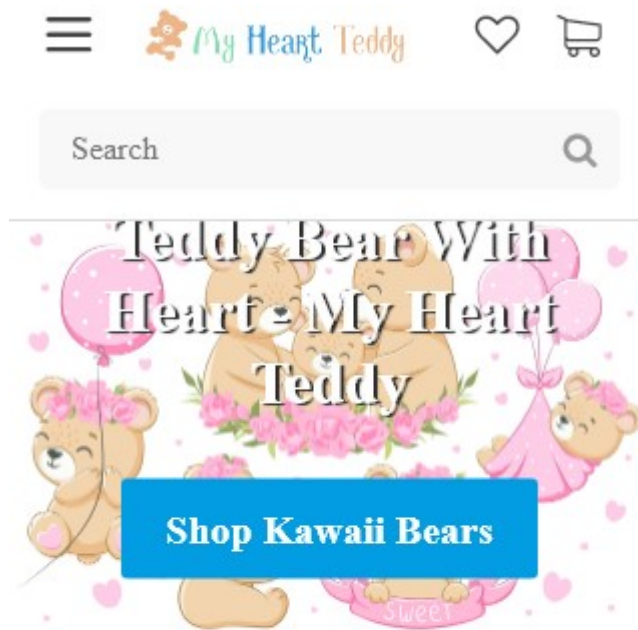 My Heart Teddy
Search
Teddy Bear With
Heart - My Heart
Teddy
Shop Kawaii Bears
SWEET